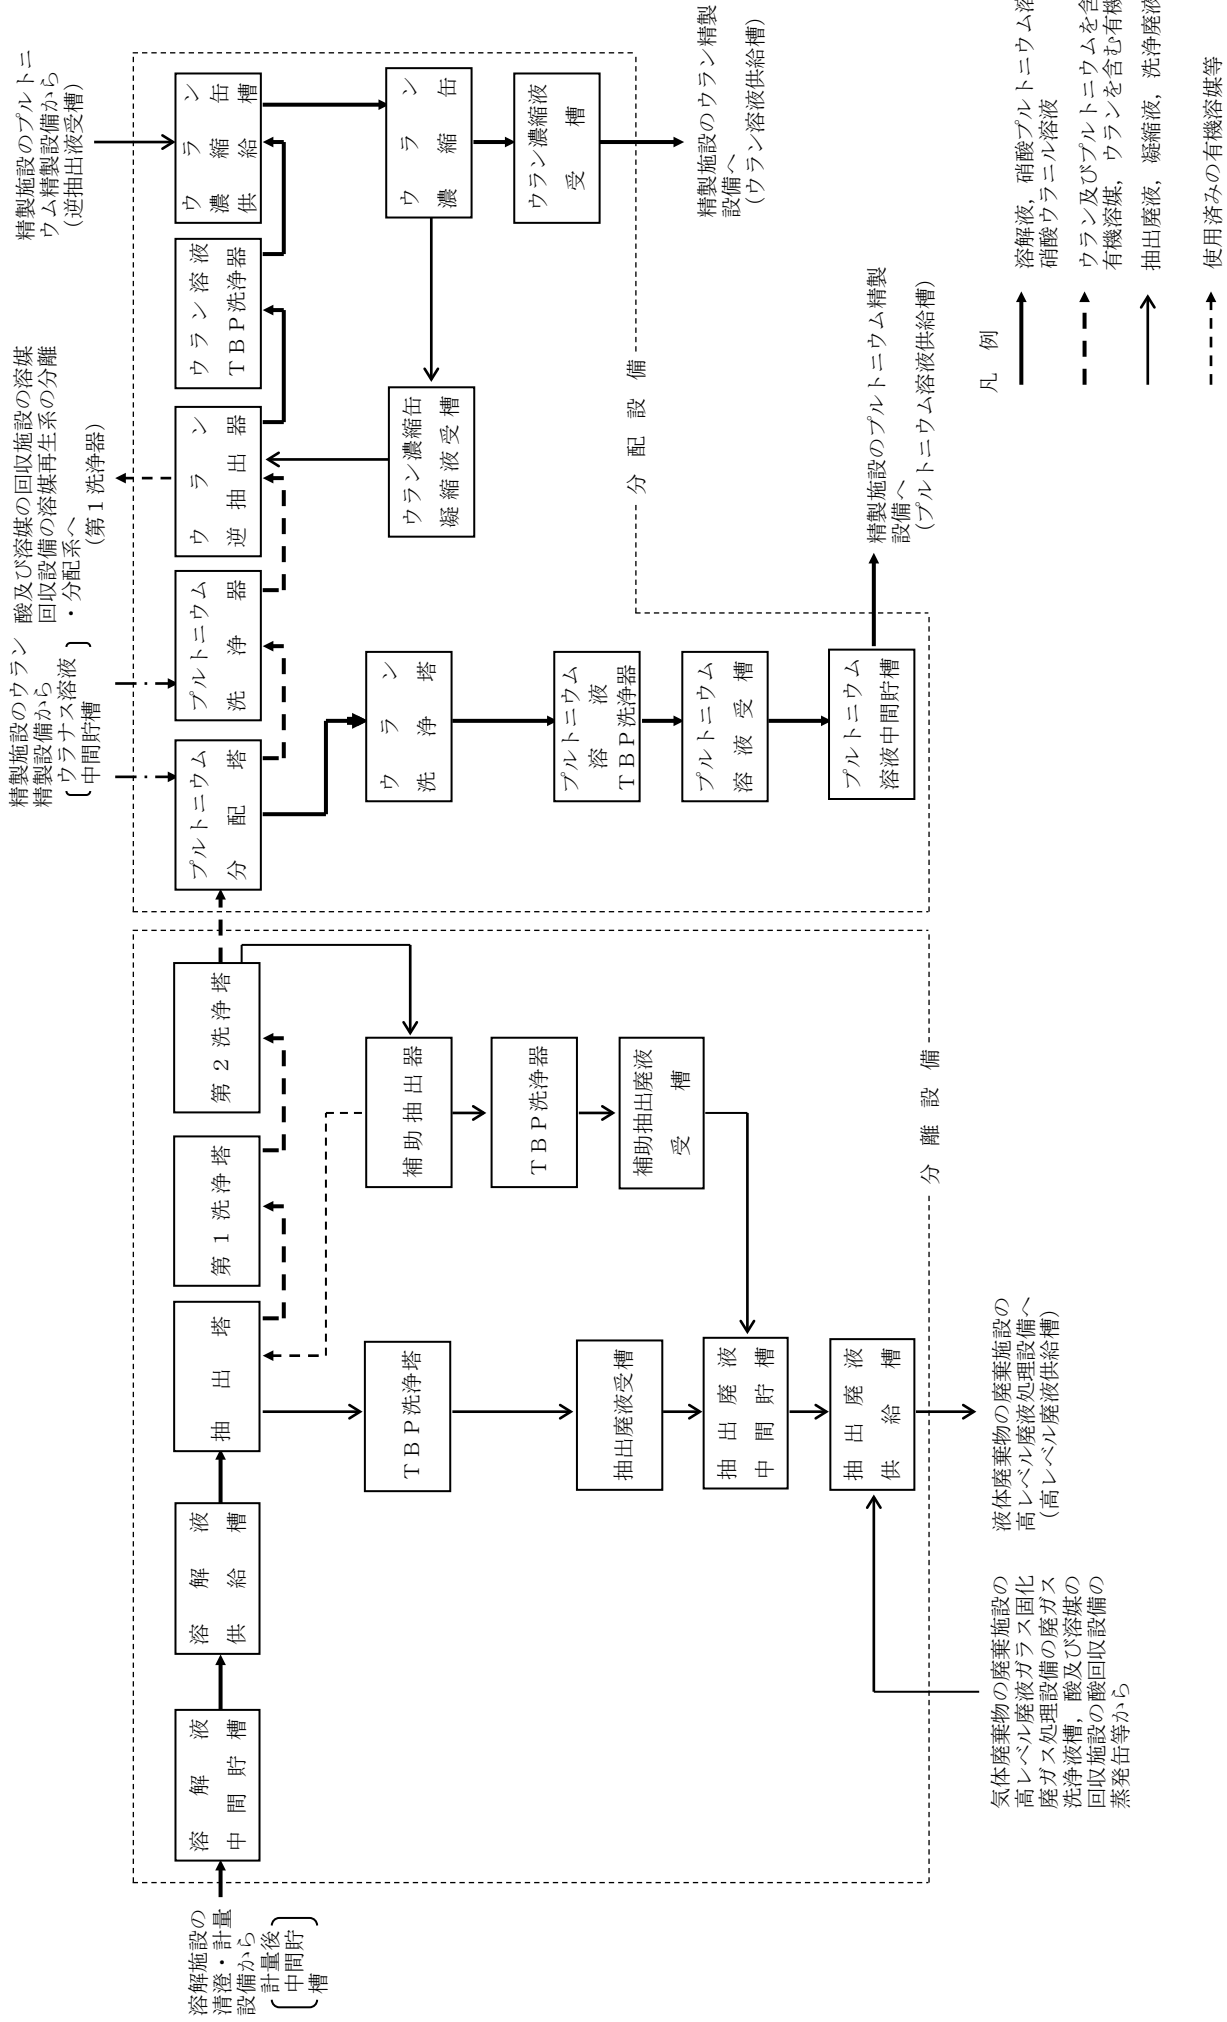 溶解施設の
清澄・計量
設備から
計量後
中間貯
槽
溶解液
中間貯槽
溶解液
供給槽
抽出塔
第１洗浄塔
第２洗浄塔
ＴＢＰ洗浄塔
抽出廃液受槽
抽出廃液
中間貯槽
抽出廃液
供給槽
補助抽出器
ＴＢＰ洗浄器
補助抽出廃液
受槽
分離設備
気体廃棄物の廃棄施設の
高レベル廃液ガラス固化
廃ガス処理設備の廃ガス
洗浄液槽，酸及び溶媒の
回収施設の酸回収設備の
蒸発缶等から
液体廃棄物の廃棄施設の
高レベル廃液処理設備へ
(高レベル廃液供給槽)
精製施設のウラン
精製設備から
ウラナス溶液
中間貯槽
酸及び溶媒の回収施設の溶媒
回収設備の溶媒再生系の分離
・分配系へ
(第１洗浄器)
精製施設のプルトニ
ウム精製設備から
(逆抽出液受槽)
プルトニウム
分配塔
プルトニウム
洗浄器
ウラン
逆抽出器
ウラン溶液
ＴＢＰ洗浄器
ウラン
濃縮缶
供給槽
ウラン
洗浄塔
プルトニウム
溶液
ＴＢＰ洗浄器
プルトニウム
溶液受槽
プルトニウム
溶液中間貯槽
ウラン濃縮缶
凝縮液受槽
ウラン
濃縮缶
ウラン濃縮液
受槽
分配設備
精製施設のプルトニウム精製
設備へ
(プルトニウム溶液供給槽)
精製施設のウラン精製
設備へ
(ウラン溶液供給槽)
凡例
溶解液，硝酸プルトニウム溶
硝酸ウラニル溶液
ウラン及びプルトニウムを含
有機溶媒，ウランを含む有機
抽出廃液，凝縮液，洗浄廃液
使用済みの有機溶媒等